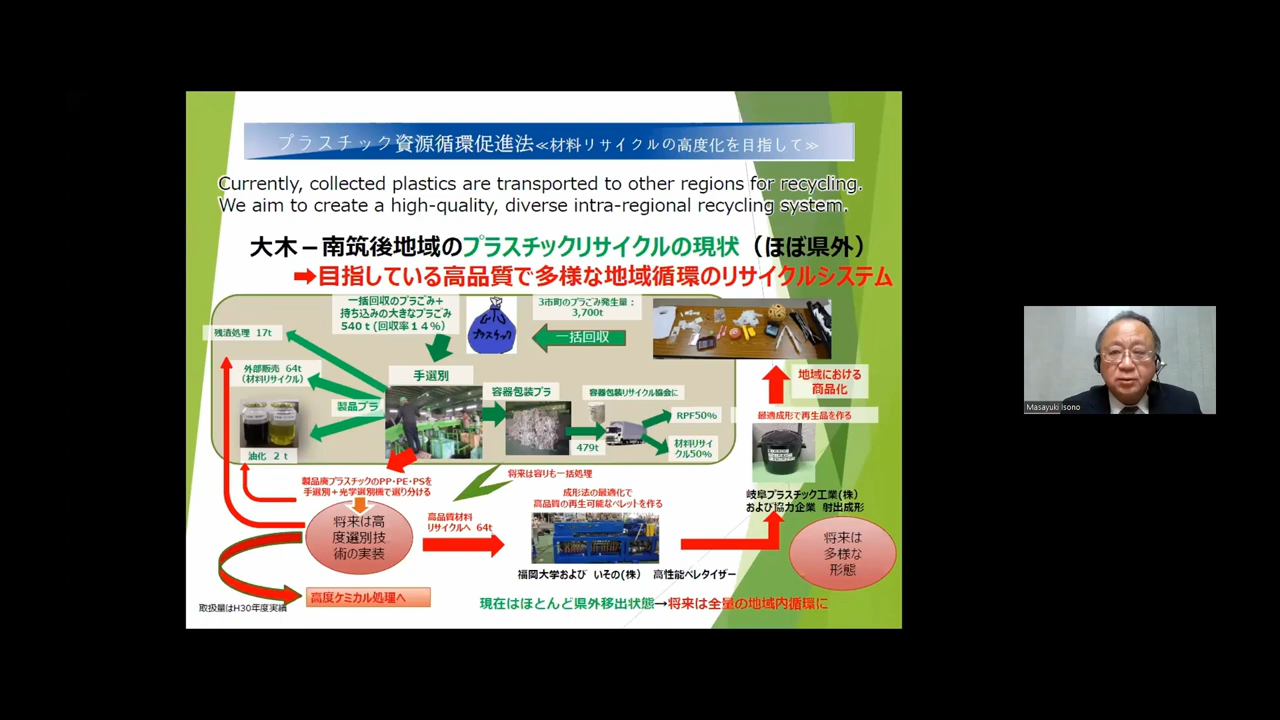 プラスチック資源循環促進法≪材料リサイクルの高度化を目指して≫
Currently, collected plastics are transported to other regions for recycling.
We aim to create a high-quality, diverse intra-regional recycling system.
大木－南筑後地域のプラスチックリサイクルの現状（ほぼ県外）
➡目指している高品質で多様な地域循環のリサイクルシステム
一括回収のプラごみ＋
持ち込みの大きなプラごみ
540ｔ(回収率１４％)
プラスチック
3市町のプラごみ発生量：
3,700t
一括回収
残渣処理 17t
外部販売 64t
（材料リサイクル）
製品プラ
油化 2ｔ
手選別
容器包装プラ
容器包装リサイクル協会に
479t
RPF50%
材料リサイ
クル50%
地域における
商品化
最適成形で再生品を作る
岐阜プラスチック工業(株)
および協力企業 射出成形
将来は容リも一括処理
製品廃プラスチックのPP・PE・PSを
手選別＋光学選別機で選り分ける
将来は高
度選別技
術の実装
高品質材料
リサイクルへ 64t
成形法の最適化で
高品質の再生可能なペレットを作る
福岡大学および いその(株) 高性能ペレタイザー
将来は
多様な
形態
高度ケミカル処理へ
取扱量はH30年度実績
現在はほとんど県外移出状態→将来は全量の地域内循環に
Masayuki Isono